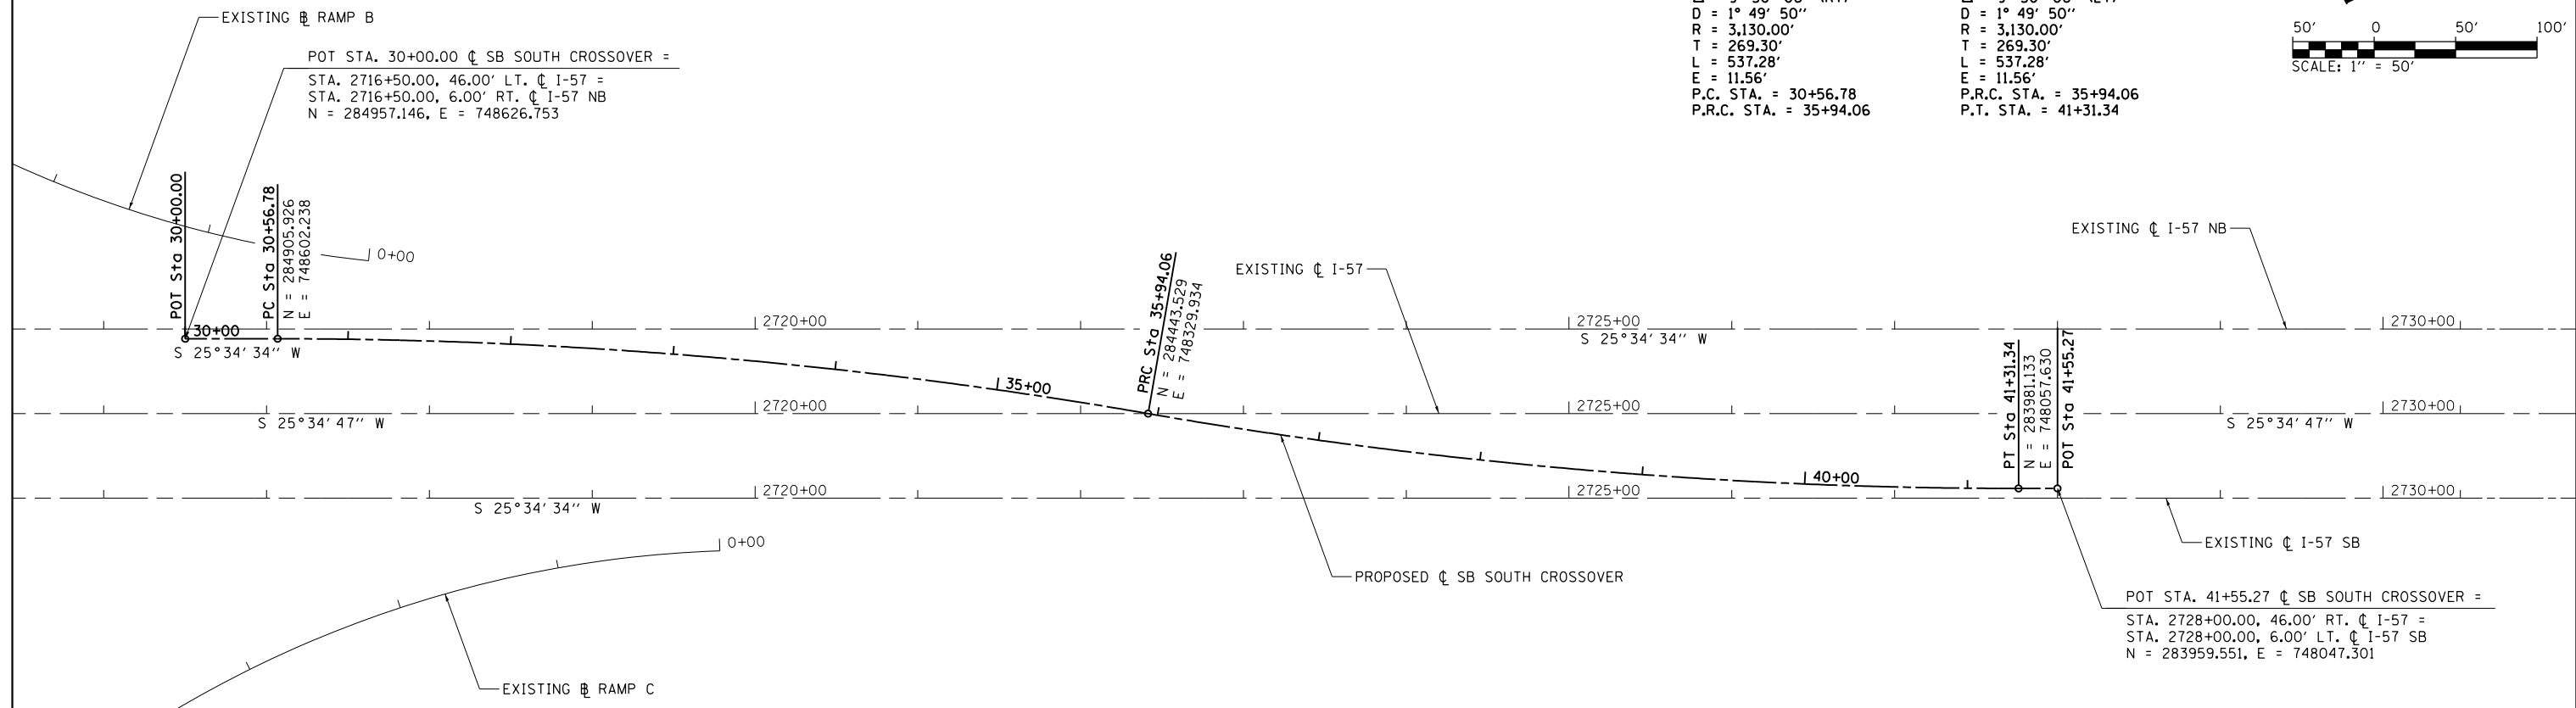 EXISTING ℄ RAMP B
POT STA. 30+00.00 ℄ SB SOUTH CROSSOVER =
STA. 2716+50.00, 46.00' LT. ℄ I-57 =
STA. 2716+50.00, 6.00' RT. ℄ I-57 NB
N = 284957.146, E = 748626.753
D = 1° 49' 50"
R = 3,130.00'
T = 269.30'
L = 537.28'
E = 11.56'
P.C. STA. = 30+56.78
P.R.C. STA. = 35+94.06
D = 1° 49' 50"
R = 3,130.00'
T = 269.30'
L = 537.28'
E = 11.56'
P.R.C. STA. = 35+94.06
P.T. STA. = 41+31.34
50' 0 50' 100'
SCALE: 1" = 50'
POT Sta 30+00.00
PC Sta 30+56.78
N = 284905.926
E = 748602.238
0+00
PRC Sta 35+94.06
N = 284443.529
E = 748329.934
EXISTING ℄ I-57
EXISTING ℄ I-57 NB
30+00
2720+00
2725+00
2730+00
S 25°34'34" W
S 25°34'34" W
PT Sta 41+31.34
N = 283981.133
E = 748057.630
POT Sta 41+55.27
35+00
2720+00
2725+00
2730+00
S 25°34'47" W
S 25°34'47" W
40+00
2720+00
2725+00
2730+00
S 25°34'34" W
0+00
EXISTING ℄ I-57 SB
PROPOSED ℄ SB SOUTH CROSSOVER
POT STA. 41+55.27 ℄ SB SOUTH CROSSOVER =
STA. 2728+00.00, 46.00' RT. ℄ I-57 =
STA. 2728+00.00, 6.00' LT. ℄ I-57 SB
N = 283959.551, E = 748047.301
EXISTING ℄ RAMP C